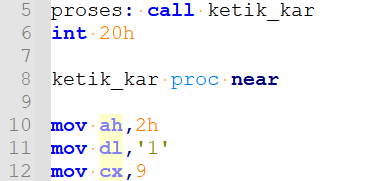 5 proses: call ketik_kar
6 int 20h
7
8 ketik_kar proc near
9
10 mov ah,2h
11 mov dl,'1'
12 mov cx,9